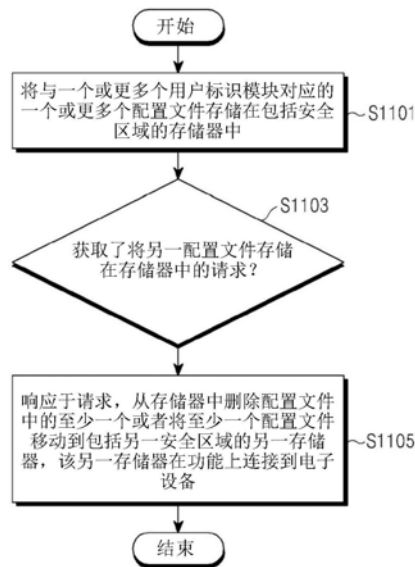 开始
将与一个或更多个用户标识模块对应的
一个或更多个配置文件存储在包括安全
区域的存储器中
S1101
S1103
获取了将另一配置文件存储
在存储器中的请求？
响应于请求，从存储器中删除配置文件
中的至少一个或者将至少一个配置文件
移动到包括另一安全区域的另一存储
器，该另一存储器在功能上连接到电子
设备
S1105
结束